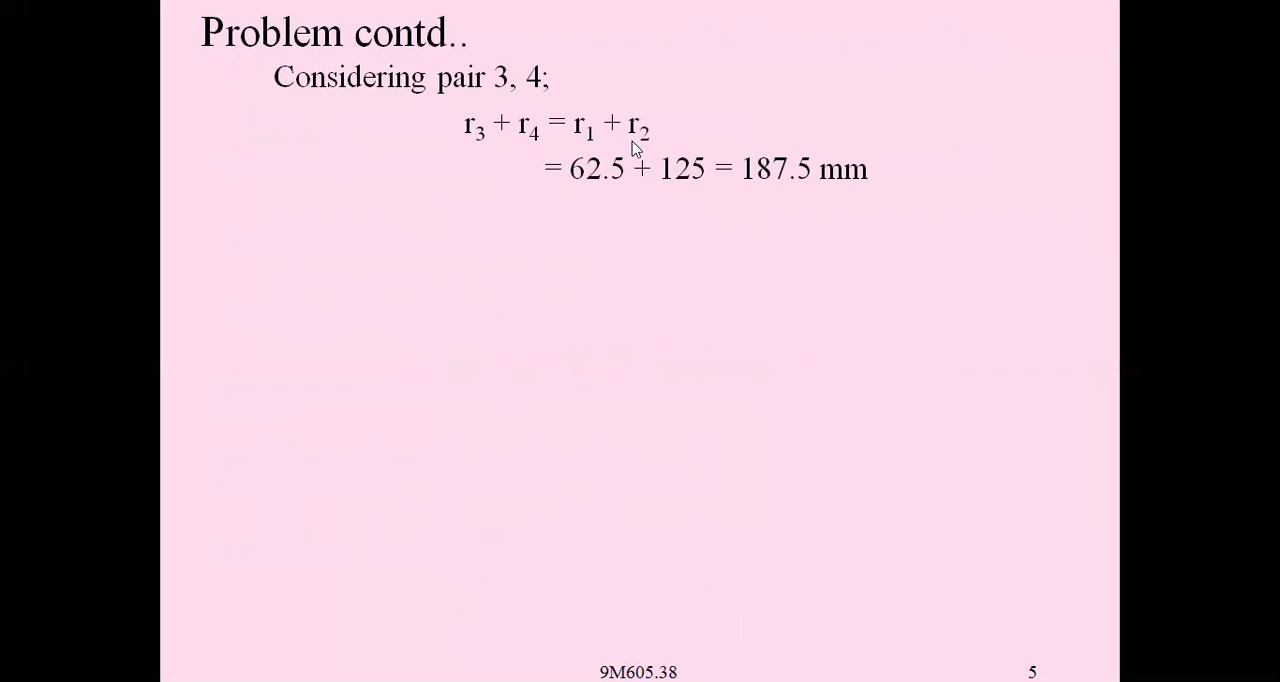 Problem contd..
Considering pair 3, 4;
r₃ + r₄ = r₁ + r₂
= 62.5 + 125 = 187.5 mm
9M605.38
5